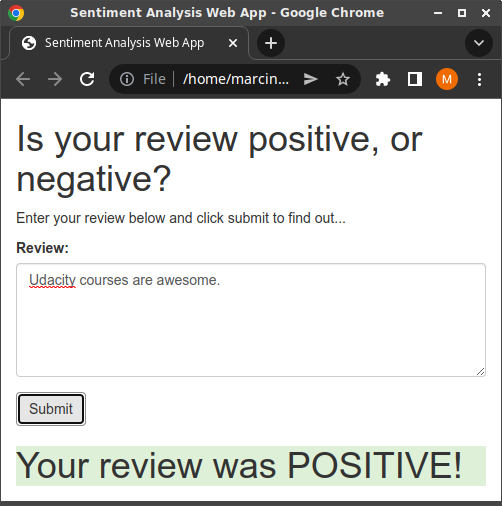 Sentiment Analysis Web App - Google Chrome
Sentiment Analysis Web App
File | /home/marcin...
M
Is your review positive, or
negative?
Enter your review below and click submit to find out...
Review:
Udacity courses are awesome.
Submit
Your review was POSITIVE!